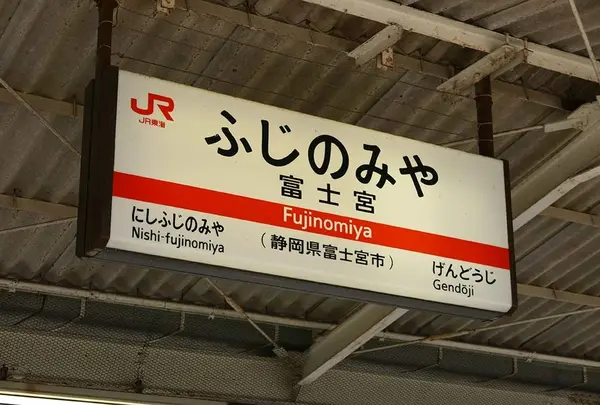 JR
JR東海
ふじのみや
富士宮
Fujinomiya
にしふじのみや
Nishi-fujinomiya
(静岡県富士宮市)
げんどうじ
Gendōji